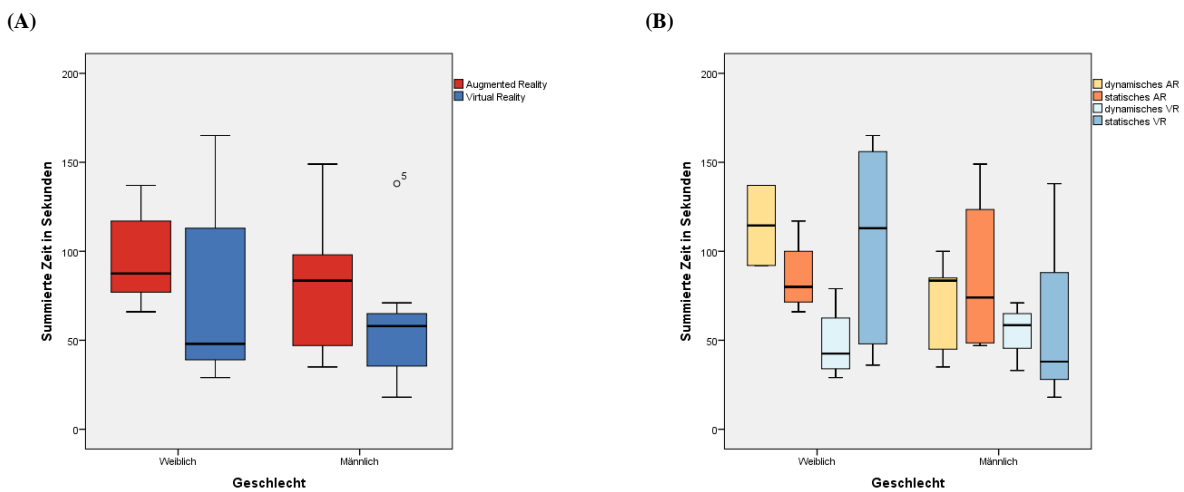 (A)
200
150
100
50
0
Summierte Zeit in Sekunden
Weiblich
Männlich
Geschlecht
5
Augmented Reality
Virtual Reality
(B)
200
150
100
50
0
Summierte Zeit in Sekunden
Weiblich
Männlich
Geschlecht
dynamisches AR
statisches AR
dynamisches VR
statisches VR